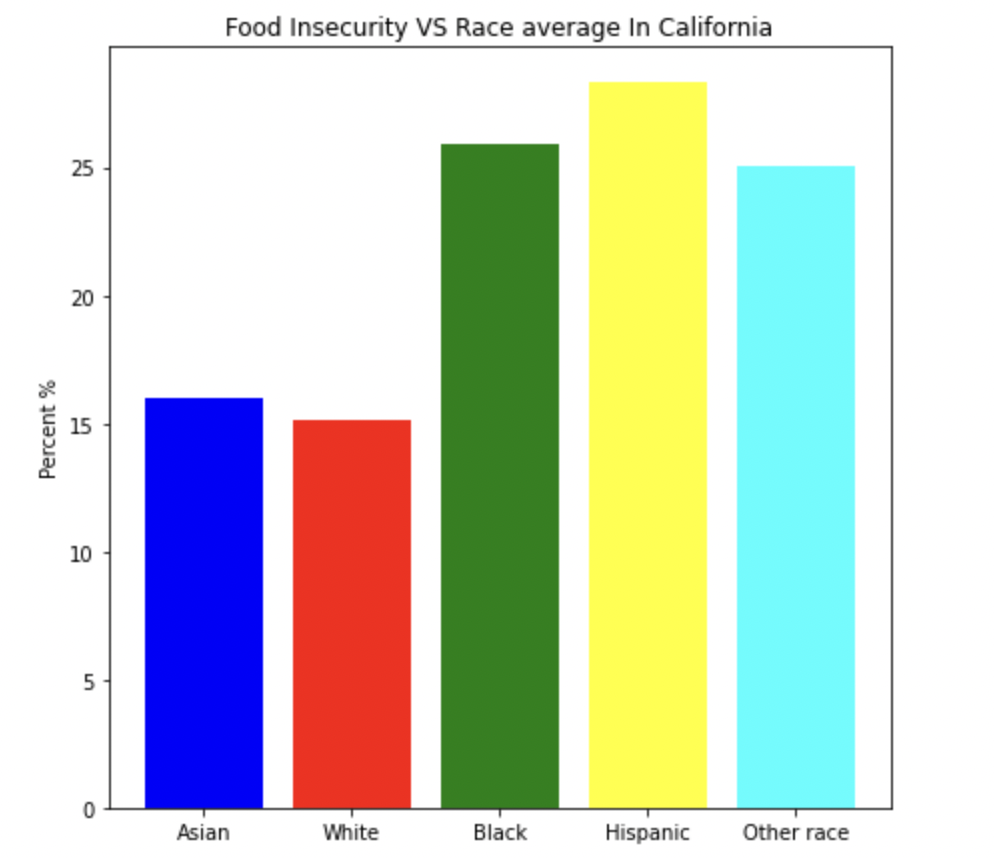 Food Insecurity VS Race average In California
Percent %
25
20
15
10
5
0
Asian White Black Hispanic Other race